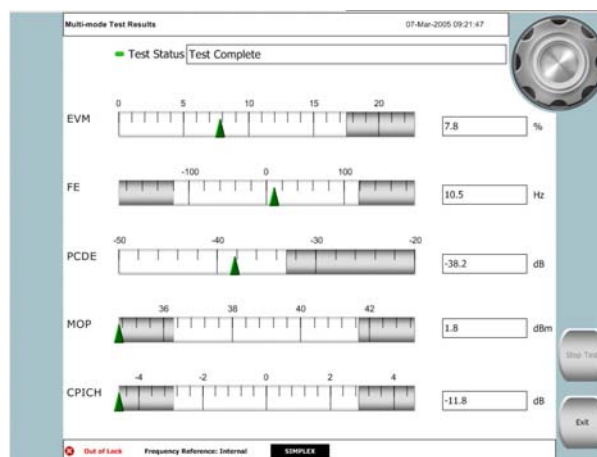 Multi-mode Test Results 07-Mar-2005 09:21:47
Test Status Test Complete
0 5 10 15 20
EVM 7.8 %
-100 0 100
FE 10.5 Hz
-50 -40 -30 -20
PCDE -38.2 dB
36 38 40 42
MOP 1.8 dBm
Stop Test
-4 -2 0 2 4
CPICH -11.8 dB
Exit
Out of Lock Frequency Reference: Internal SIMPLEX